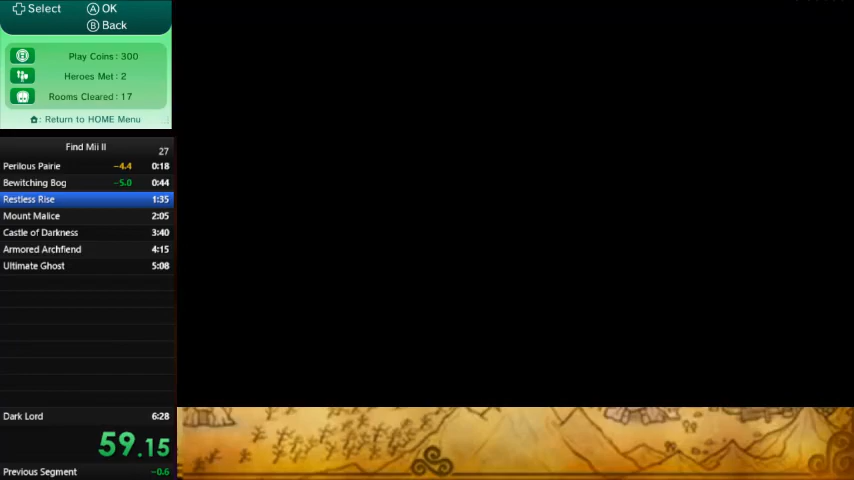 Select Ⓐ OK
Ⓑ Back
Play Coins: 300
Heroes Met: 2
Rooms Cleared: 17
: Return to HOME Menu
Find Mii II
27
Perilous Pairie −4.4 0:18
Bewitching Bog −5.0 0:44
Restless Rise 1:35
Mount Malice 2:05
Castle of Darkness 3:40
Armored Archfiend 4:15
Ultimate Ghost 5:08
Dark Lord 6:28
59.15
Previous Segment −0.6